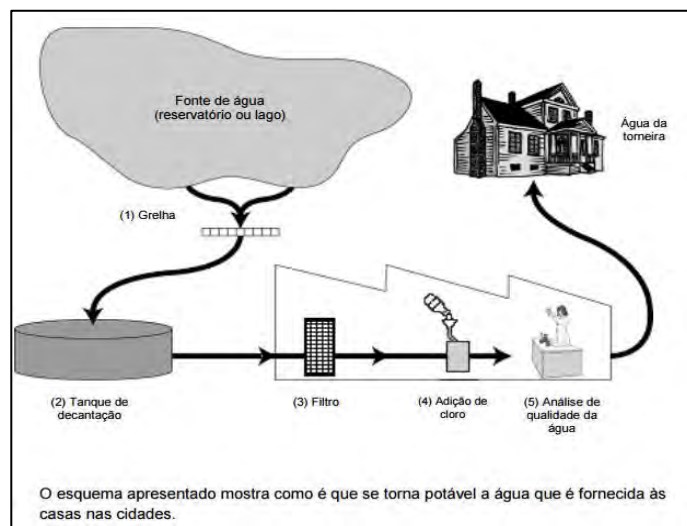 Fonte de água
(reservatório ou lago)
Água da
torneira
(1) Grelha
(2) Tanque de
decantação
(3) Filtro
(4) Adição de
cloro
(5) Análise de
qualidade da
água
O esquema apresentado mostra como é que se torna potável a água que é fornecida às
casas nas cidades.